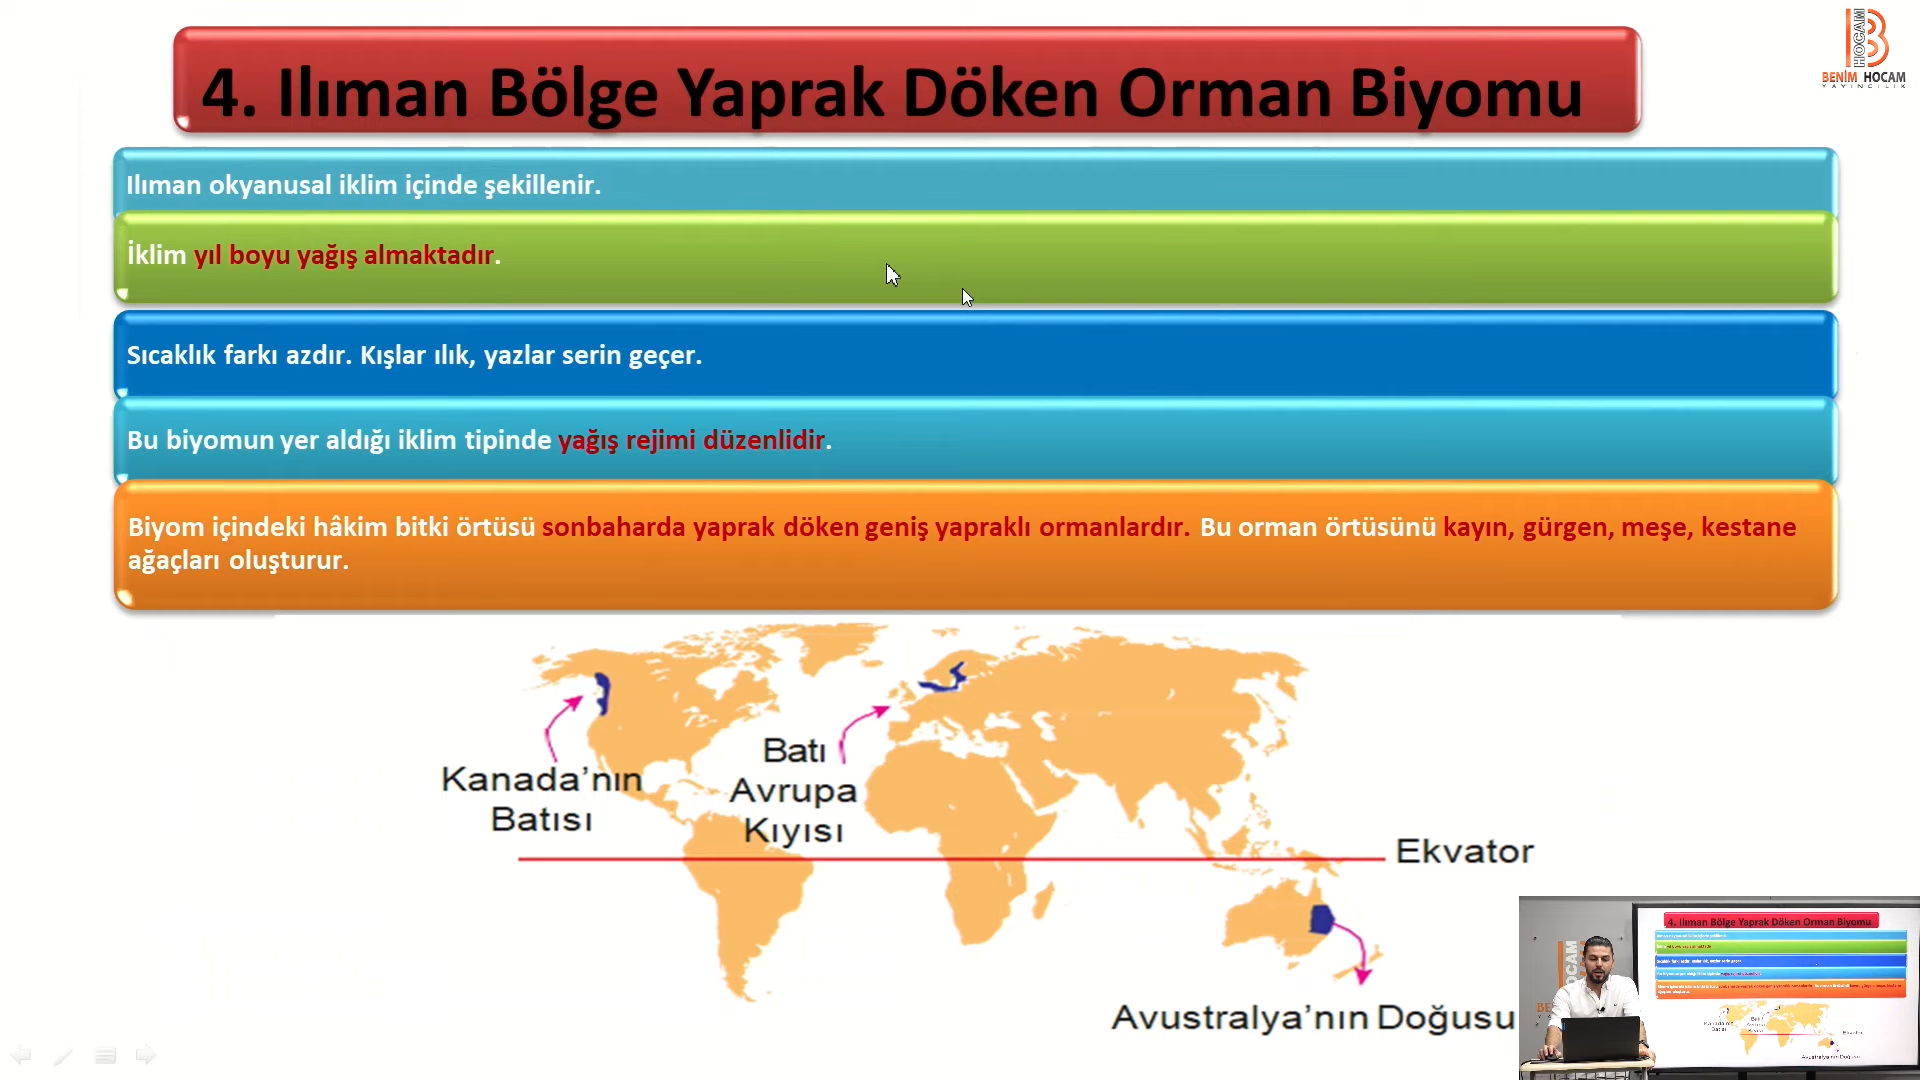 BENİM HOCAM
YAYINCILIK
4. Ilıman Bölge Yaprak Döken Orman Biyomu
Ilıman okyanusal iklim içinde şekillenir.
İklim yıl boyu yağış almaktadır.
Sıcaklık farkı azdır. Kışlar ılık, yazlar serin geçer.
Bu biyomun yer aldığı iklim tipinde yağış rejimi düzenlidir.
Biyom içindeki hâkim bitki örtüsü sonbaharda yaprak döken geniş yapraklı ormanlardır. Bu orman örtüsünü kayın, gürgen, meşe, kestane
ağaçları oluşturur.
Kanada’nın
Batısı
Batı
Avrupa
Kıyısı
Ekvator
Avustralya’nın Doğusu
4. Ilıman Bölge Yaprak Döken Orman Biyomu